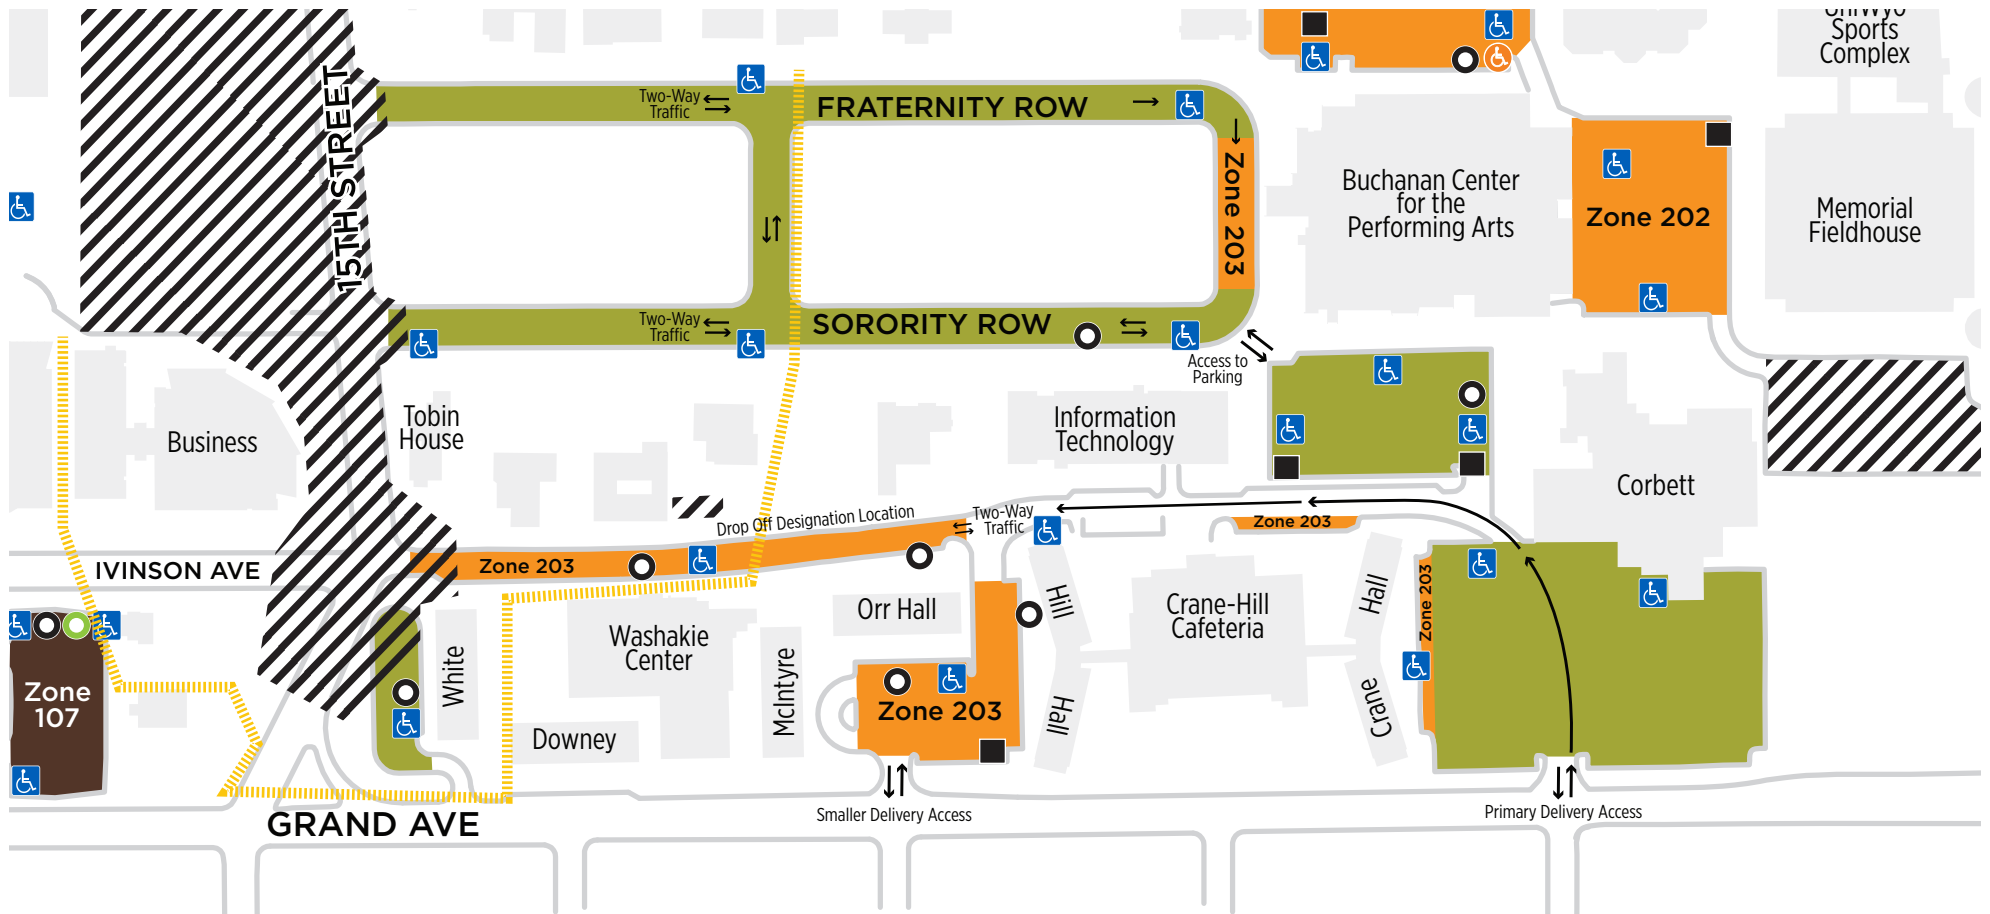 UniWyo
Sports
Complex
15TH STREET
Two-Way
Traffic
FRATERNITY ROW
Zone 203
Buchanan Center
for the
Performing Arts
Zone 202
Memorial
Fieldhouse
Two-Way
Traffic
SORORITY ROW
Access to
Parking
Business
Tobin
House
Information
Technology
Corbett
Drop Off Designation Location
Two-Way
Traffic
Zone 203
IVINSON AVE
Zone 203
Zone 203
Hill
Hall
Crane-Hill
Cafeteria
Hall
Crane
Orr Hall
Washakie
Center
White
McIntyre
Zone
107
Downey
Zone 203
Smaller Delivery Access
Primary Delivery Access
GRAND AVE